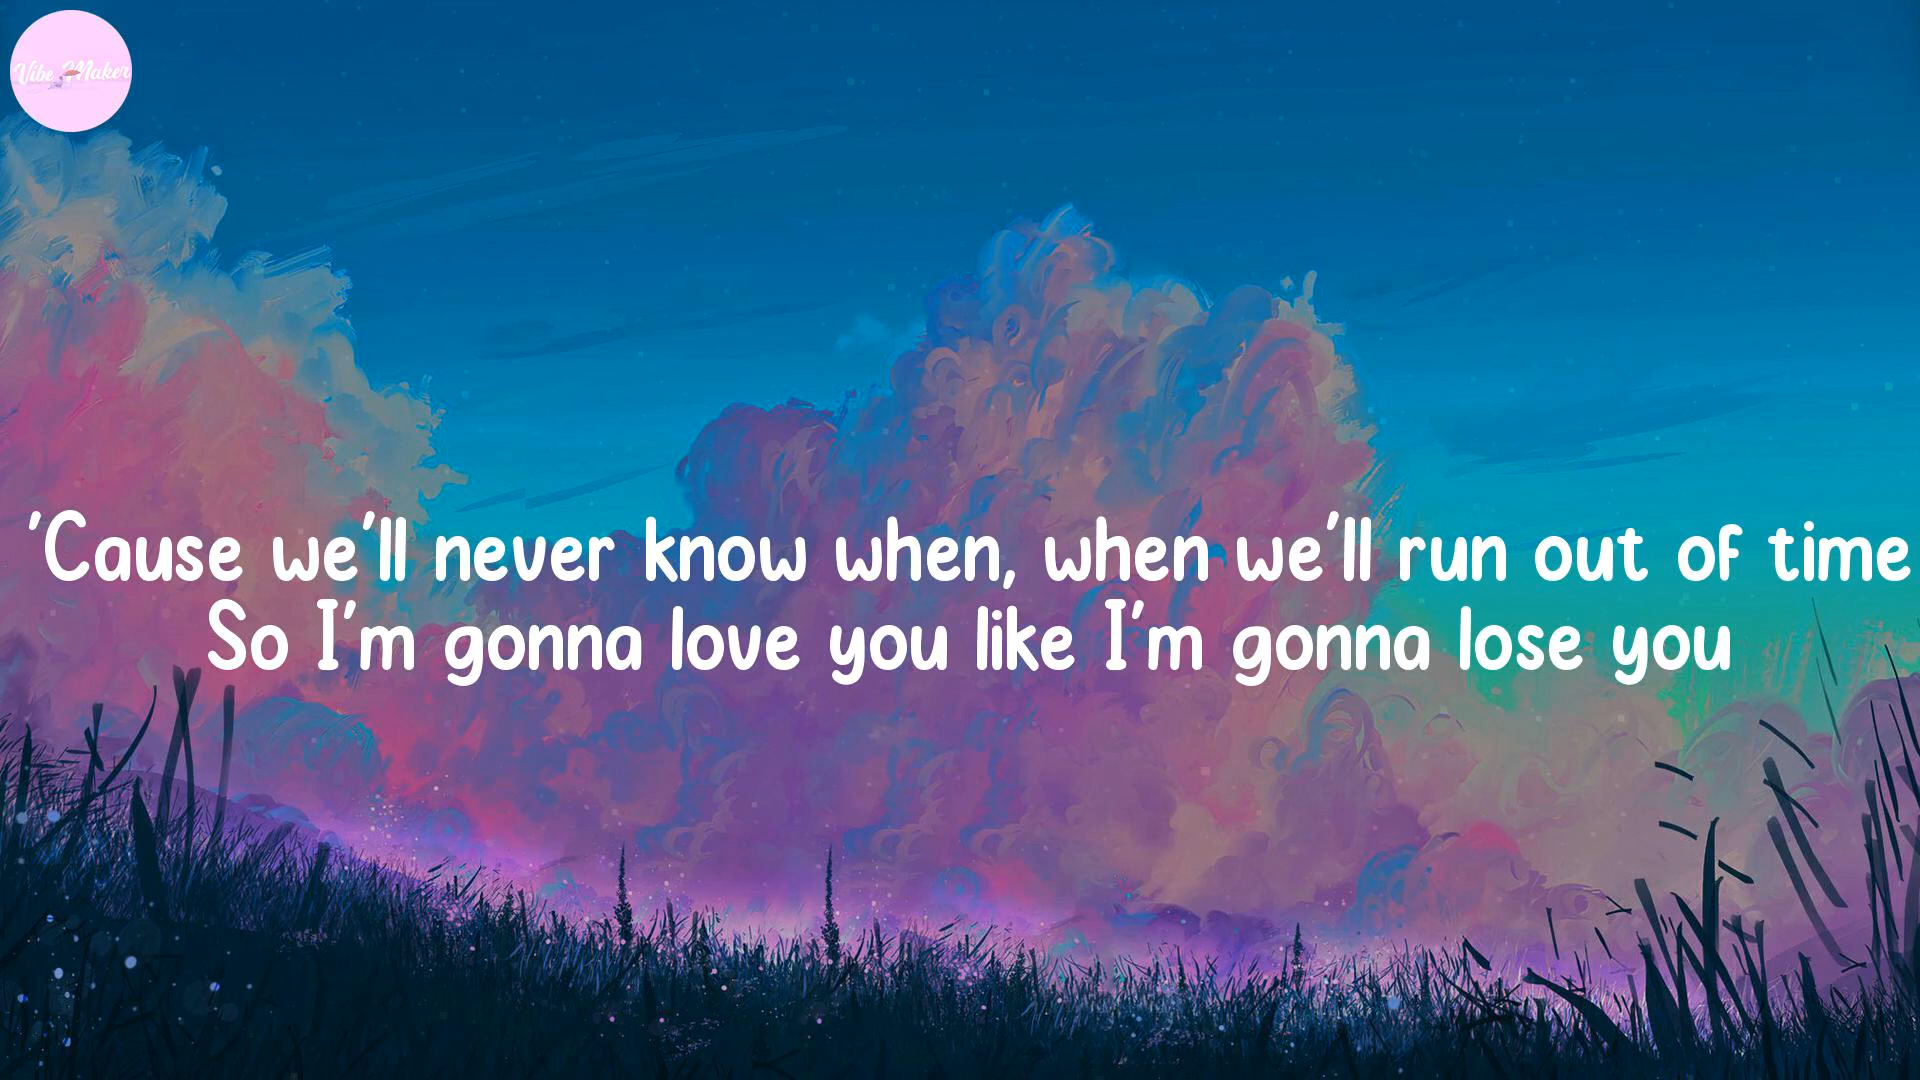 Vibe Maker
'Cause we'll never know when, when we'll run out of time
So I'm gonna love you like I'm gonna lose you